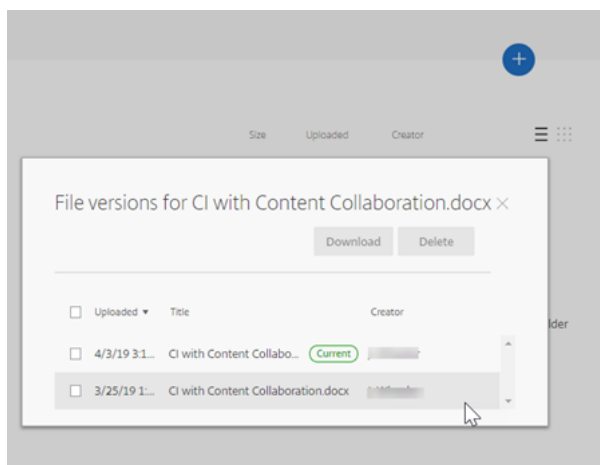 Size Uploaded Creator
File versions for CI with Content Collaboration.docx
Download Delete
Uploaded Title Creator
lder
4/3/19 3:1... CI with Content Collabo... Current
3/25/19 1:... CI with Content Collaboration.docx